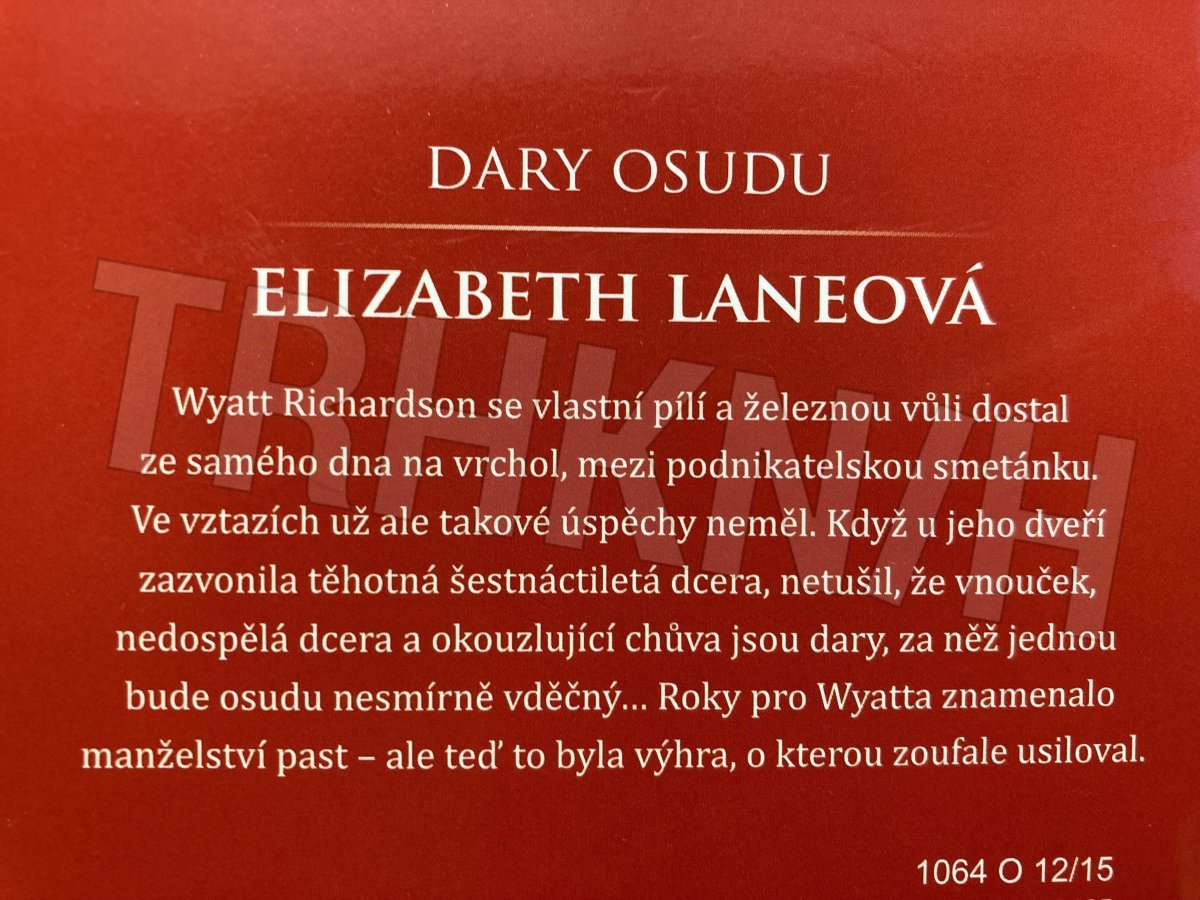 DARY OSUDU
ELIZABETH LANEOVÁ
Wyatt Richardson se vlastní pílí a železnou vůli dostal
ze samého dna na vrchol, mezi podnikatelskou smetánku.
Ve vztazích už ale takové úspěchy neměl. Když u jeho dveří
zazvonila těhotná šestnáctiletá dcera, netušil, že vnouček,
nedospělá dcera a okouzlující chůva jsou dary, za něž jednou
bude osudu nesmírně vděčný... Roky pro Wyatta znamenalo
manželství past – ale teď to byla výhra, o kterou zoufale usiloval.
1064 O 12/15
TRHKN/H